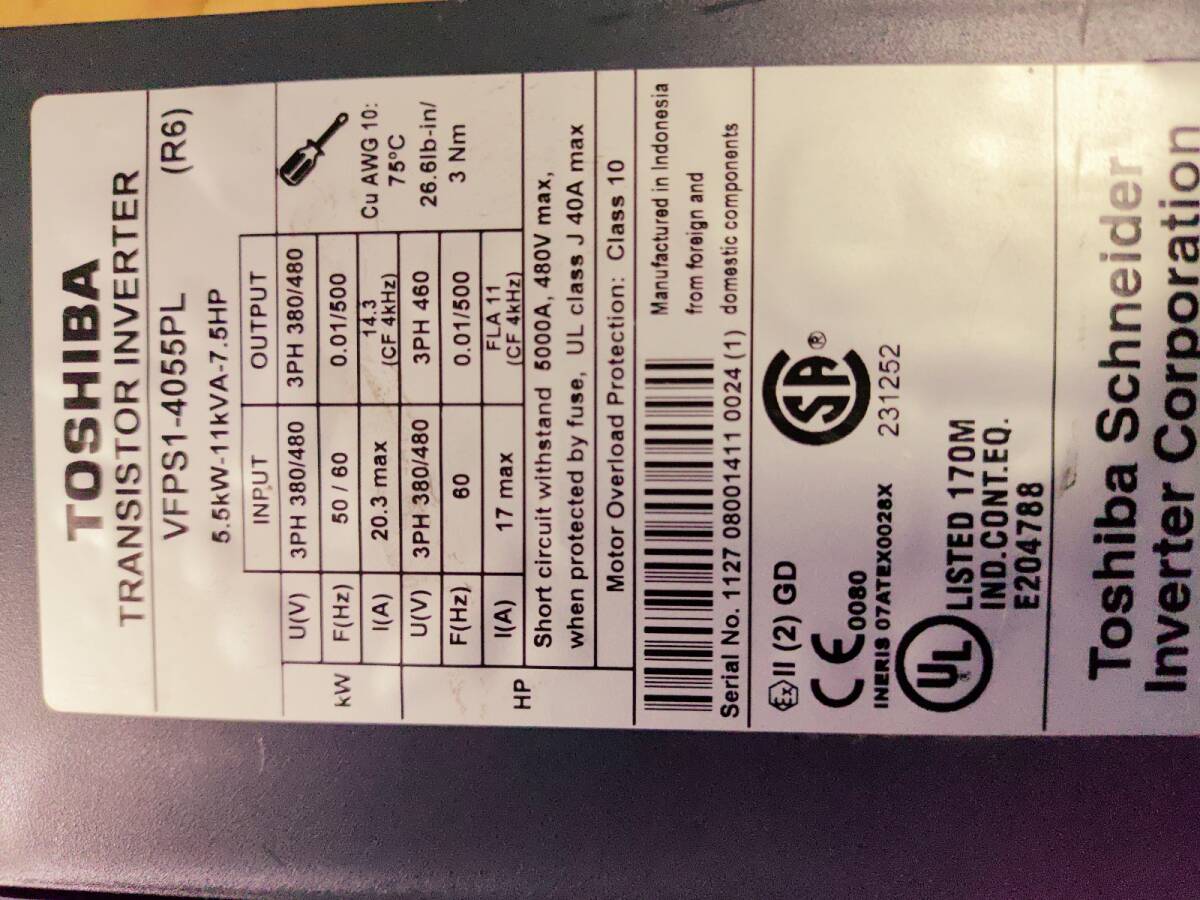 TOSHIBA
TRANSISTOR INVERTER
VFPS1-4055PL (R6)
5.5kW-11kVA-7.5HP
INPUT OUTPUT
kW U(V) 3PH 380/480 3PH 380/480
F(Hz) 50 / 60 0.01/500
I(A) 20.3 max 14.3 (CF 4kHz)
HP U(V) 3PH 380/480 3PH 460
F(Hz) 60 0.01/500
I(A) 17 max FLA 11 (CF 4kHz)
Cu AWG 10:
75°C
26.6lb-in/
3 Nm
Short circuit withstand 5000A, 480V max,
when protected by fuse, UL class J 40A max
Motor Overload Protection: Class 10
Serial No. 1127 08001411 0024 (1)
Manufactured in Indonesia
from foreign and
domestic components
Ex II (2) GD
CE 0080
INERIS 07ATEX0028X
SA ®
231252
UL ®
LISTED 170M
IND.CONT.EQ.
E204788
Toshiba Schneider
Inverter Corporation